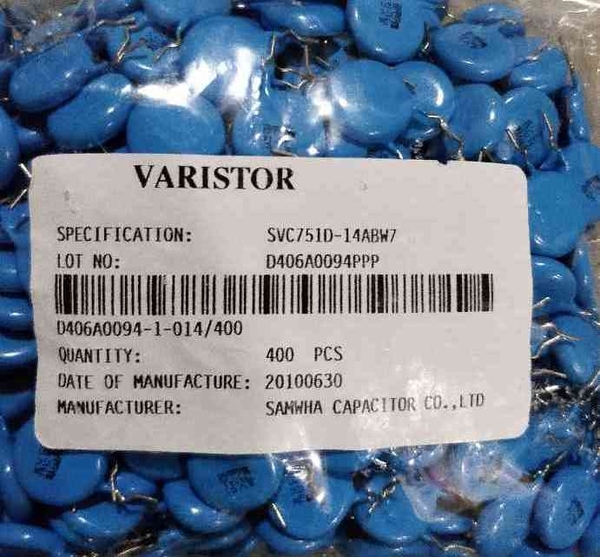 VARISTOR
SPECIFICATION: SVC751D-14ABW7
LOT NO: D406A0094PPP
D406A0094-1-014/400
QUANTITY: 400 PCS
DATE OF MANUFACTURE: 20100630
MANUFACTURER: SAMWHA CAPACITOR CO.,LTD